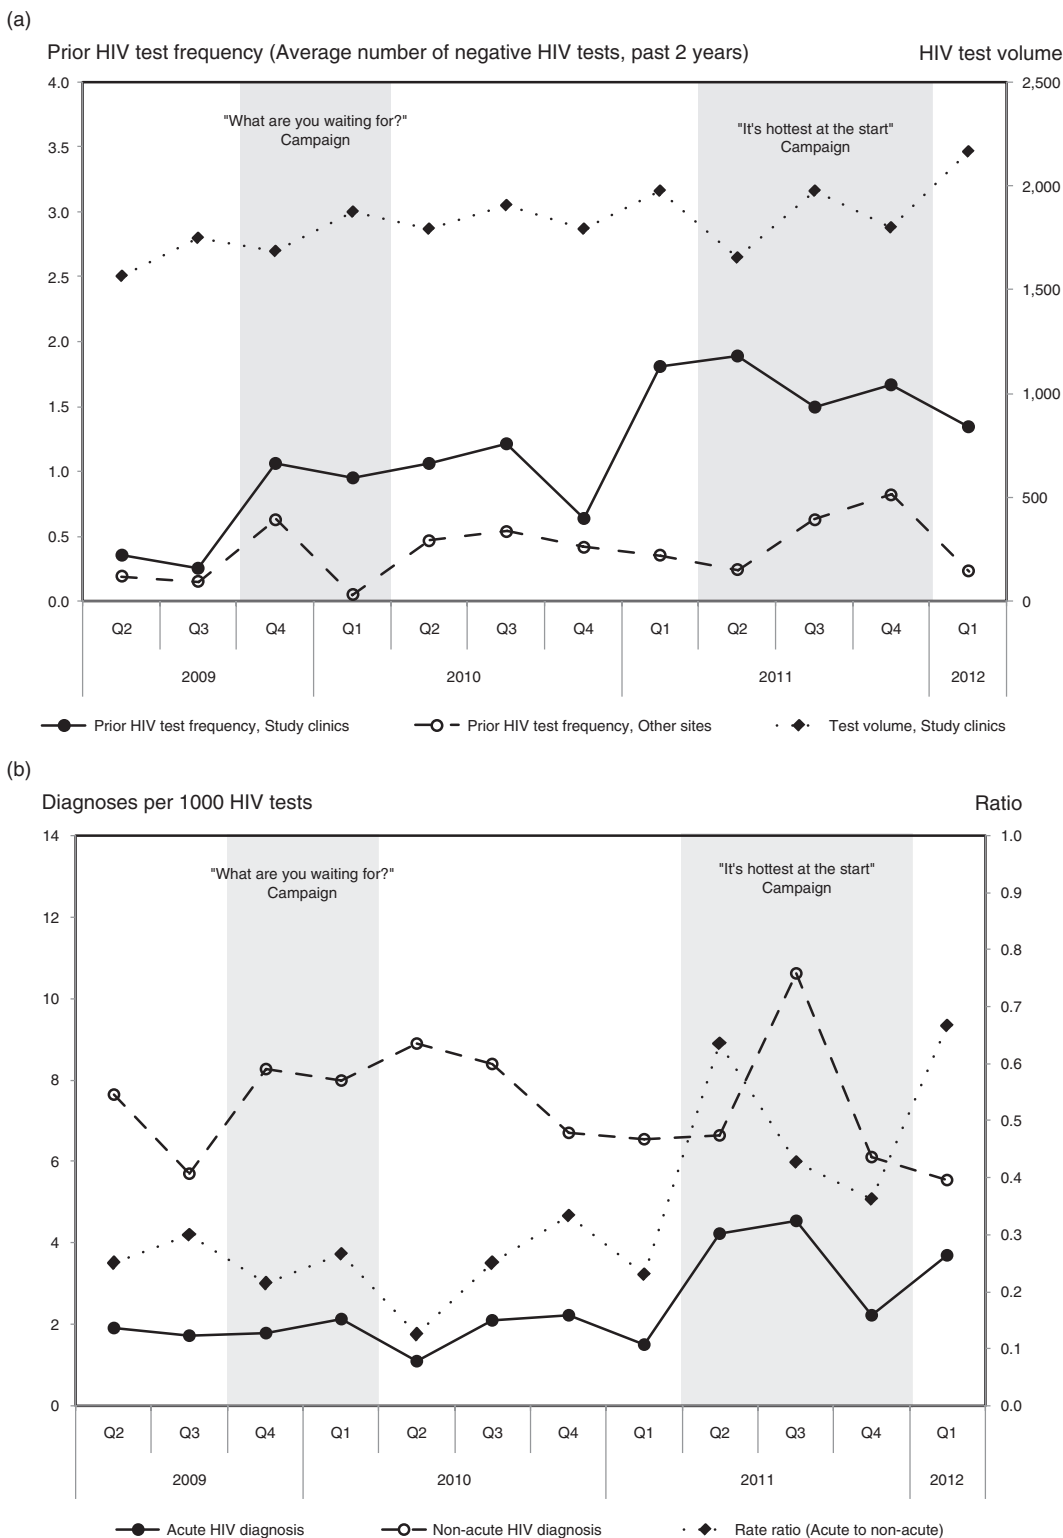 (a)
Prior HIV test frequency (Average number of negative HIV tests, past 2 years) HIV test volume
4.0 2,500
"What are you waiting for?"
Campaign
"It's hottest at the start"
Campaign
3.5
2,000
3.0
2.5
1,500
2.0
1,000
1.5
1.0
500
0.5
0.0 0
Q2 Q3 Q4 Q1 Q2 Q3 Q4 Q1 Q2 Q3 Q4 Q1
2009 2010 2011 2012
Prior HIV test frequency, Study clinics Prior HIV test frequency, Other sites Test volume, Study clinics
(b)
Diagnoses per 1000 HIV tests Ratio
14 1.0
"What are you waiting for?"
Campaign
"It's hottest at the start"
Campaign
0.9
12
0.8
10
0.7
0.6
8
0.5
6
0.4
4
0.3
0.2
2
0.1
0 0.0
Q2 Q3 Q4 Q1 Q2 Q3 Q4 Q1 Q2 Q3 Q4 Q1
2009 2010 2011 2012
Acute HIV diagnosis Non-acute HIV diagnosis Rate ratio (Acute to non-acute)